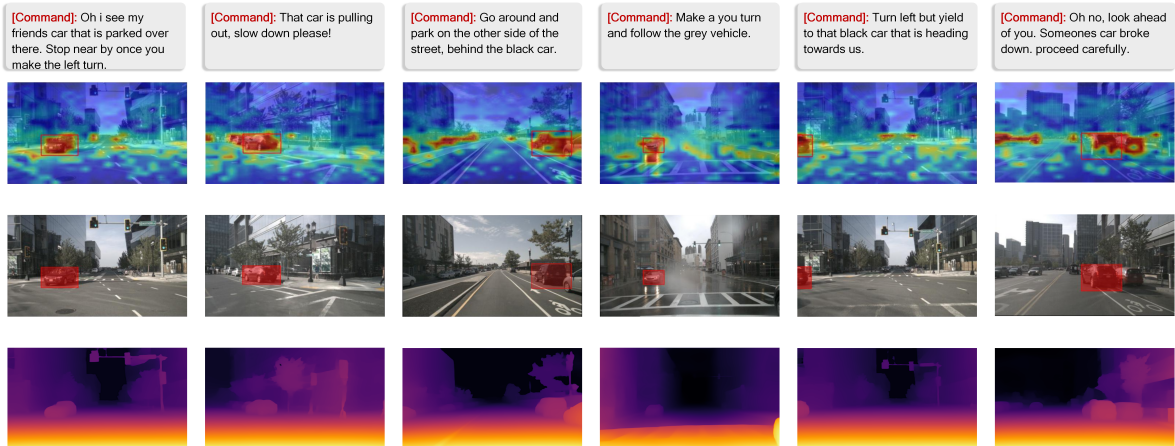 [Command]: Oh i see my
friends car that is parked over
there. Stop near by once you
make the left turn.
[Command]: That car is pulling
out, slow down please!
[Command]: Go around and
park on the other side of the
street, behind the black car.
[Command]: Make a you turn
and follow the grey vehicle.
[Command]: Turn left but yield
to that black car that is heading
towards us.
[Command]: Oh no, look ahead
of you. Someones car broke
down. proceed carefully.